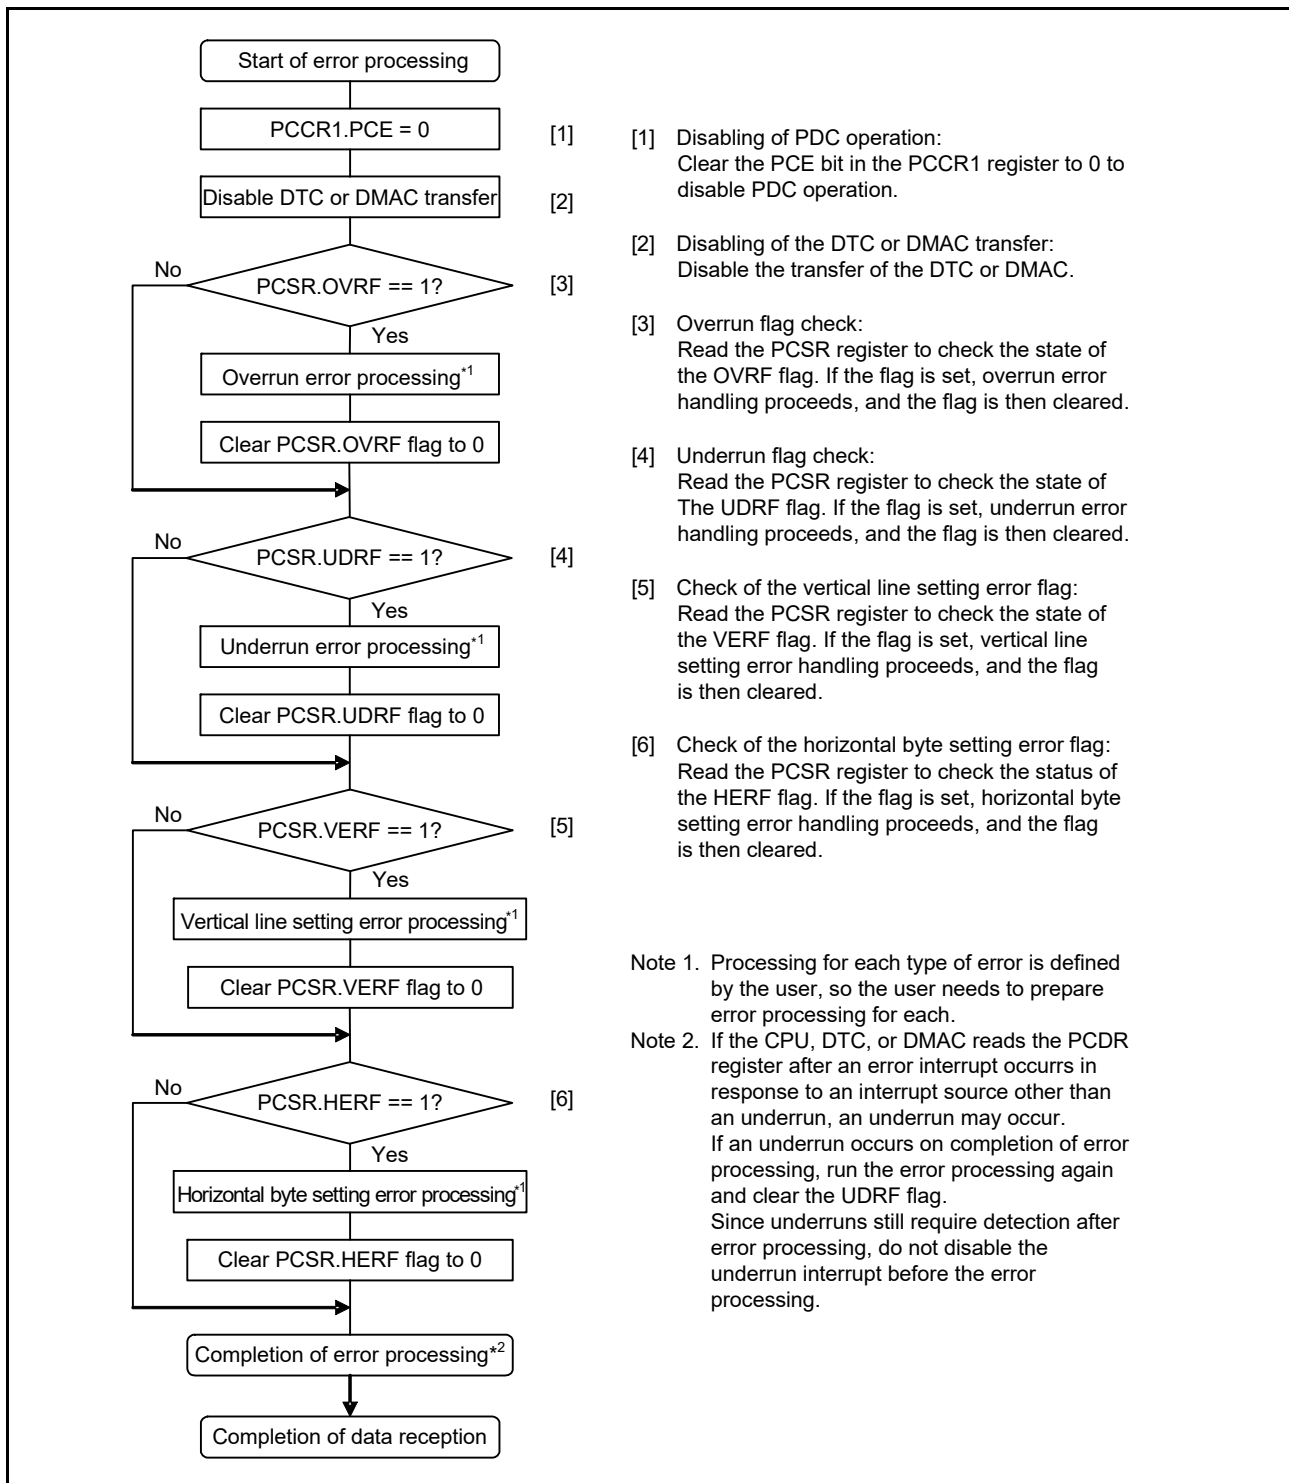 Start of error processing
PCCR1.PCE = 0
[1]
Disable DTC or DMAC transfer
[2]
No
PCSR.OVRF == 1?
[3]
Yes
Overrun error processing*1
Clear PCSR.OVRF flag to 0
No
PCSR.UDRF == 1?
[4]
Yes
Underrun error processing*1
Clear PCSR.UDRF flag to 0
No
PCSR.VERF == 1?
[5]
Yes
Vertical line setting error processing*1
Clear PCSR.VERF flag to 0
No
PCSR.HERF == 1?
[6]
Yes
Horizontal byte setting error processing*1
Clear PCSR.HERF flag to 0
Completion of error processing*2
Completion of data reception
[1] Disabling of PDC operation:
Clear the PCE bit in the PCCR1 register to 0 to
disable PDC operation.
[2] Disabling of the DTC or DMAC transfer:
Disable the transfer of the DTC or DMAC.
[3] Overrun flag check:
Read the PCSR register to check the state of
the OVRF flag. If the flag is set, overrun error
handling proceeds, and the flag is then cleared.
[4] Underrun flag check:
Read the PCSR register to check the state of
The UDRF flag. If the flag is set, underrun error
handling proceeds, and the flag is then cleared.
[5] Check of the vertical line setting error flag:
Read the PCSR register to check the state of
the VERF flag. If the flag is set, vertical line
setting error handling proceeds, and the flag
is then cleared.
[6] Check of the horizontal byte setting error flag:
Read the PCSR register to check the status of
the HERF flag. If the flag is set, horizontal byte
setting error handling proceeds, and the flag
is then cleared.
Note 1. Processing for each type of error is defined
by the user, so the user needs to prepare
error processing for each.
Note 2. If the CPU, DTC, or DMAC reads the PCDR
register after an error interrupt occurrs in
response to an interrupt source other than
an underrun, an underrun may occur.
If an underrun occurs on completion of error
processing, run the error processing again
and clear the UDRF flag.
Since underruns still require detection after
error processing, do not disable the
underrun interrupt before the error
processing.